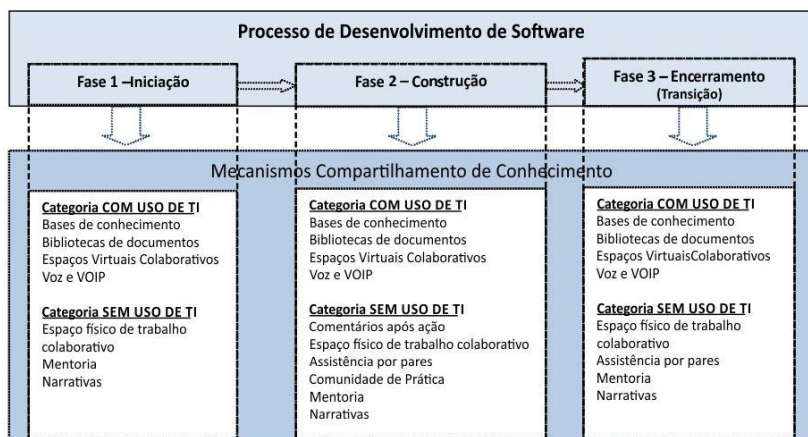 Processo de Desenvolvimento de Software
Fase 1 –Iniciação
Fase 2 – Construção
Fase 3 – Encerramento
(Transição)
Mecanismos Compartilhamento de Conhecimento
Categoria COM USO DE TI
Bases de conhecimento
Bibliotecas de documentos
Espaços Virtuais Colaborativos
Voz e VOIP
Categoria SEM USO DE TI
Espaço físico de trabalho
colaborativo
Mentoria
Narrativas
Categoria COM USO DE TI
Bases de conhecimento
Bibliotecas de documentos
Espaços Virtuais Colaborativos
Voz e VOIP
Categoria SEM USO DE TI
Comentários após ação
Espaço físico de trabalho colaborativo
Assistência por pares
Comunidade de Prática
Mentoria
Narrativas
Categoria COM USO DE TI
Bases de conhecimento
Bibliotecas de documentos
Espaços VirtuaisColaborativos
Voz e VOIP
Categoria SEM USO DE TI
Espaço físico de trabalho
colaborativo
Assistência por pares
Mentoria
Narrativas